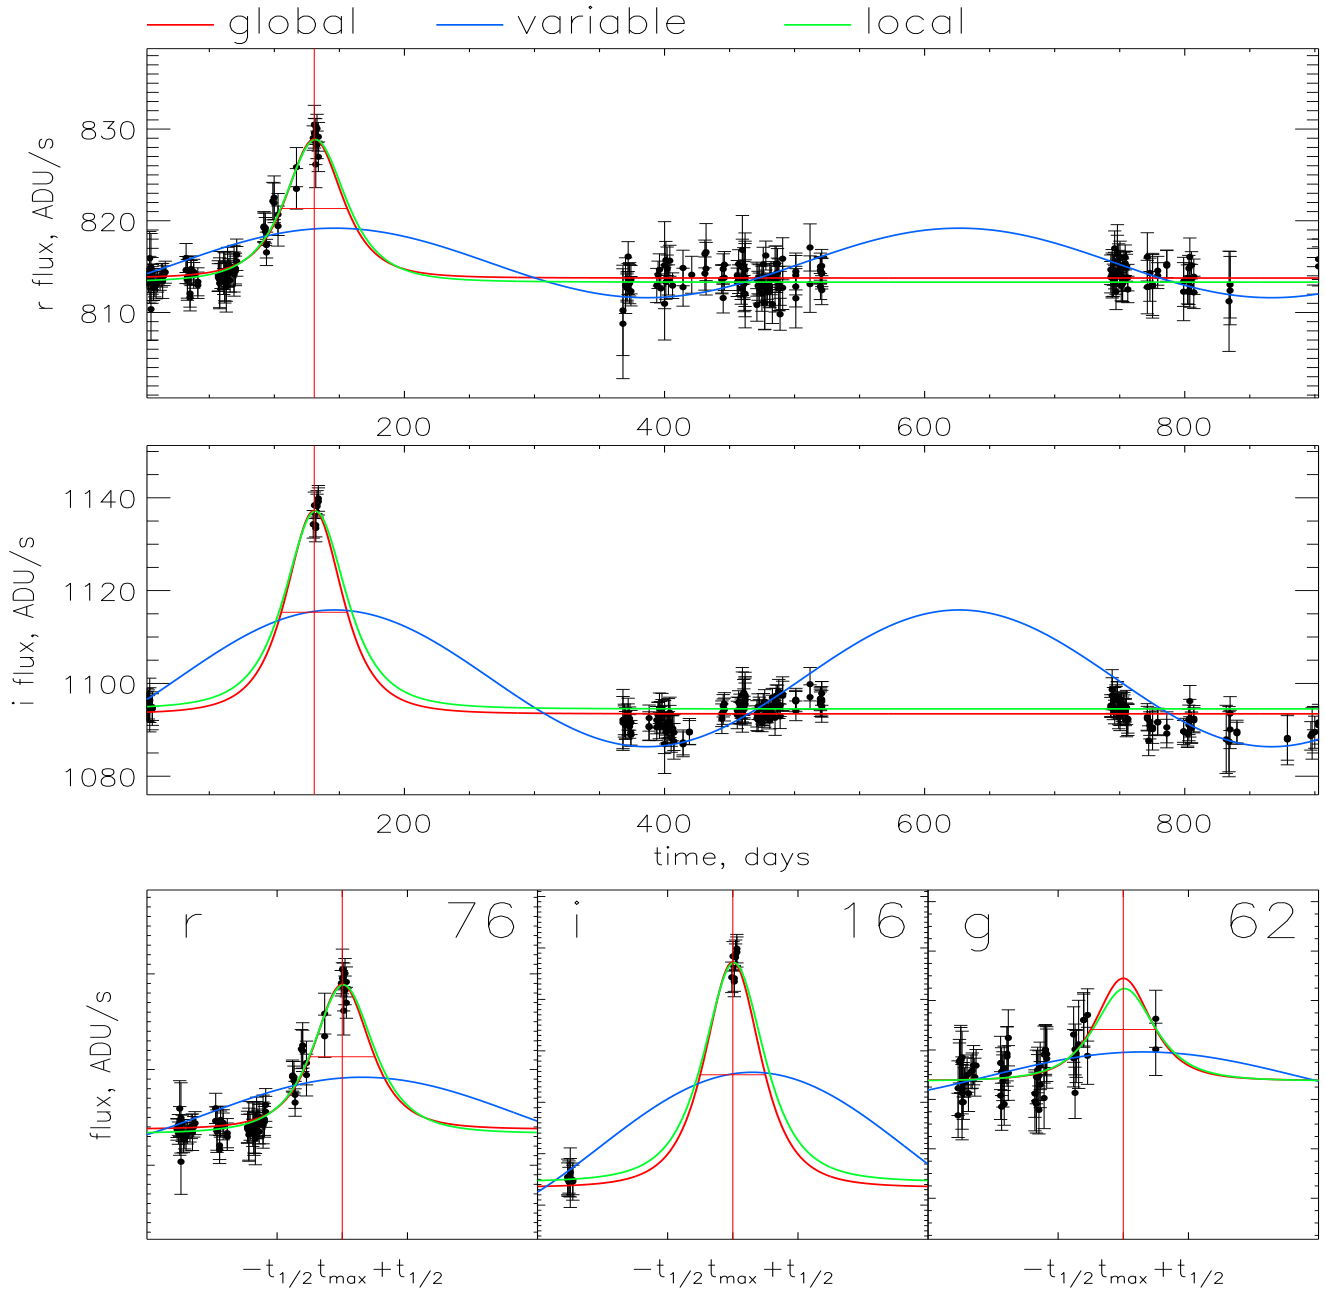 global variable local
830
820
810
r flux, ADU/s
200 400 600 800
1140
1120
1100
1080
i flux, ADU/s
200 400 600 800
time, days
r 76 i 16 g 62
flux, ADU/s
−t1/2 tmax +t1/2 −t1/2 tmax +t1/2 −t1/2 tmax +t1/2